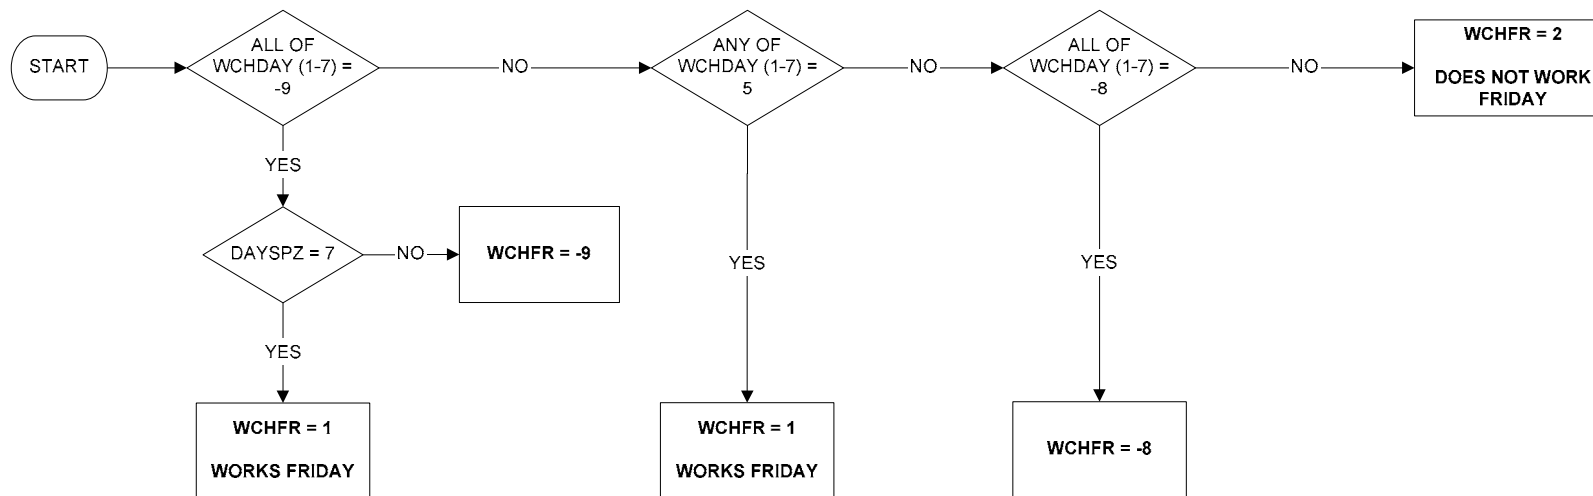 START
ALL OF
WCHDAY (1-7) =
-9
NO
ANY OF
WCHDAY (1-7) =
5
NO
ALL OF
WCHDAY (1-7) =
-8
NO
WCHFR = 2
DOES NOT WORK
FRIDAY
YES
DAYSPZ = 7
NO
WCHFR = -9
YES
YES
YES
WCHFR = 1
WORKS FRIDAY
WCHFR = 1
WORKS FRIDAY
WCHFR = -8